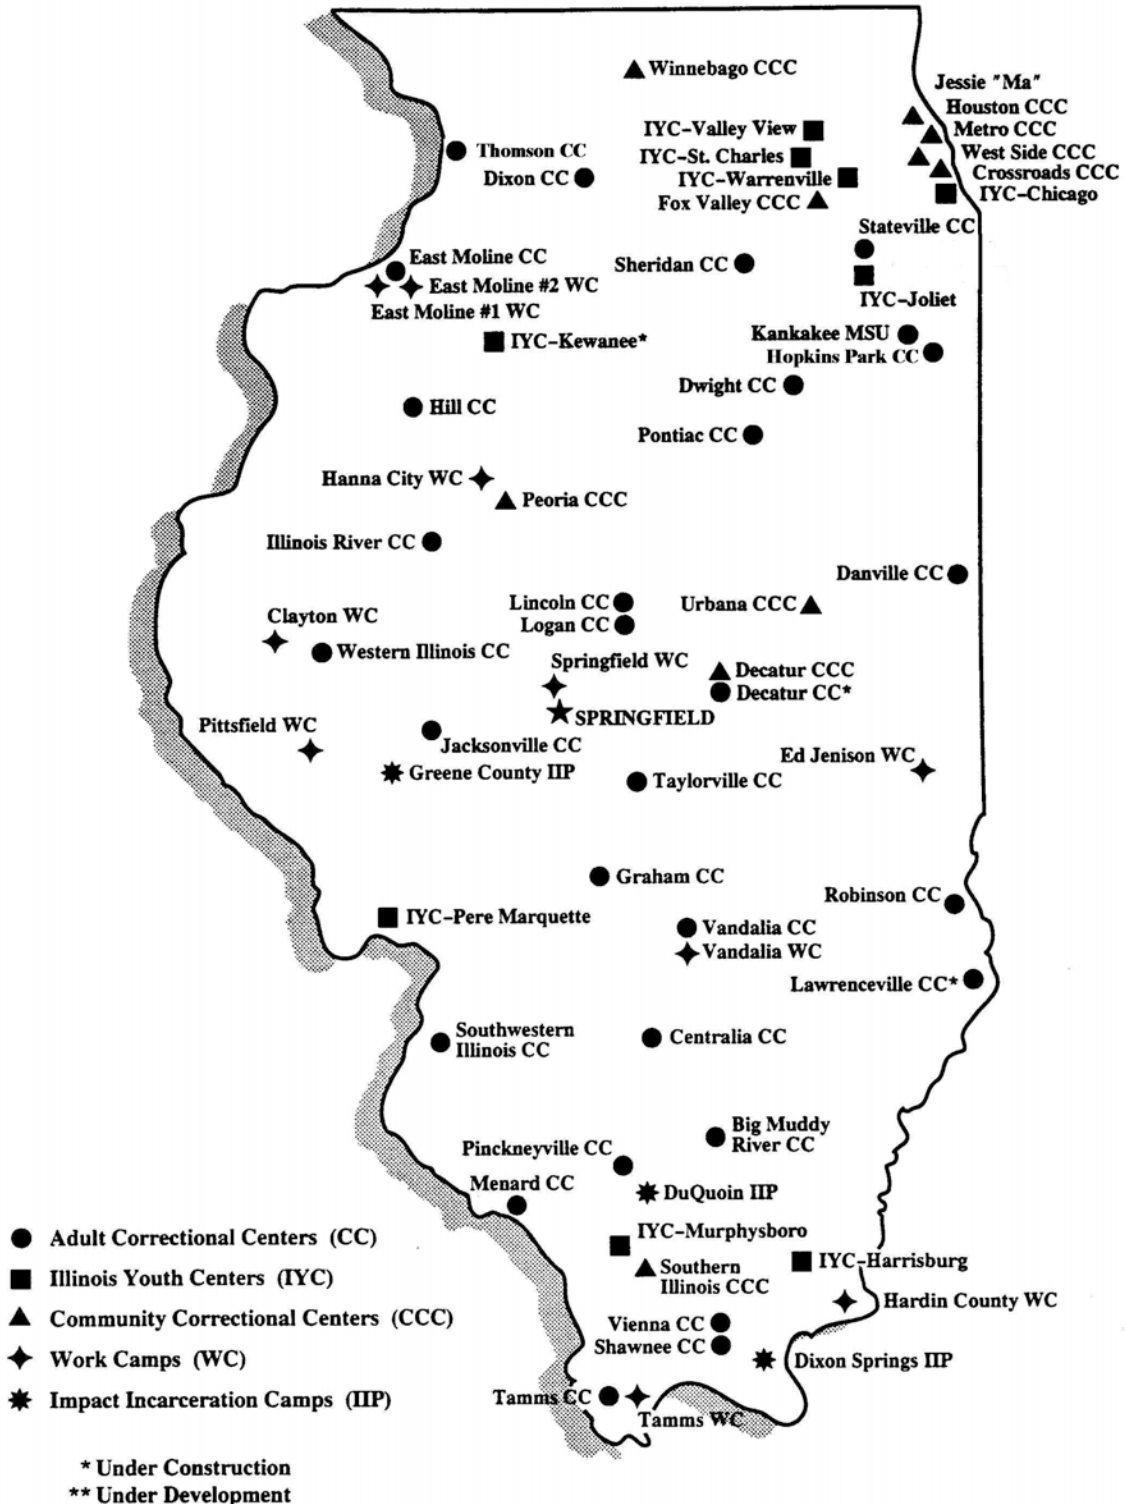 Winnebago CCC
Jessie "Ma"
Houston CCC
IYC-Valley View
Metro CCC
Thomson CC
IYC-St. Charles
West Side CCC
Dixon CC
IYC-Warrenville
Crossroads CCC
Fox Valley CCC
IYC-Chicago
Stateville CC
East Moline CC
Sheridan CC
East Moline #2 WC
IYC-Joliet
East Moline #1 WC
Kankakee MSU
IYC-Kewanee*
Hopkins Park CC
Dwight CC
Hill CC
Pontiac CC
Hanna City WC
Peoria CCC
Illinois River CC
Danville CC
Lincoln CC
Urbana CCC
Clayton WC
Logan CC
Western Illinois CC
Springfield WC
Decatur CCC
Decatur CC*
Pittsfield WC
SPRINGFIELD
Jacksonville CC
Ed Jenison WC
Greene County IIP
Taylorville CC
Graham CC
Robinson CC
IYC-Pere Marquette
Vandalia CC
Vandalia WC
Lawrenceville CC*
Southwestern
Illinois CC
Centralia CC
Big Muddy
River CC
Pinckneyville CC
Menard CC
DuQuoin IIP
IYC-Murphysboro
IYC-Harrisburg
Southern
Illinois CCC
Hardin County WC
Vienna CC
Shawnee CC
Dixon Springs IIP
Tamms CC
Tamms WC
Adult Correctional Centers (CC)
Illinois Youth Centers (IYC)
Community Correctional Centers (CCC)
Work Camps (WC)
Impact Incarceration Camps (IIP)
* Under Construction
** Under Development